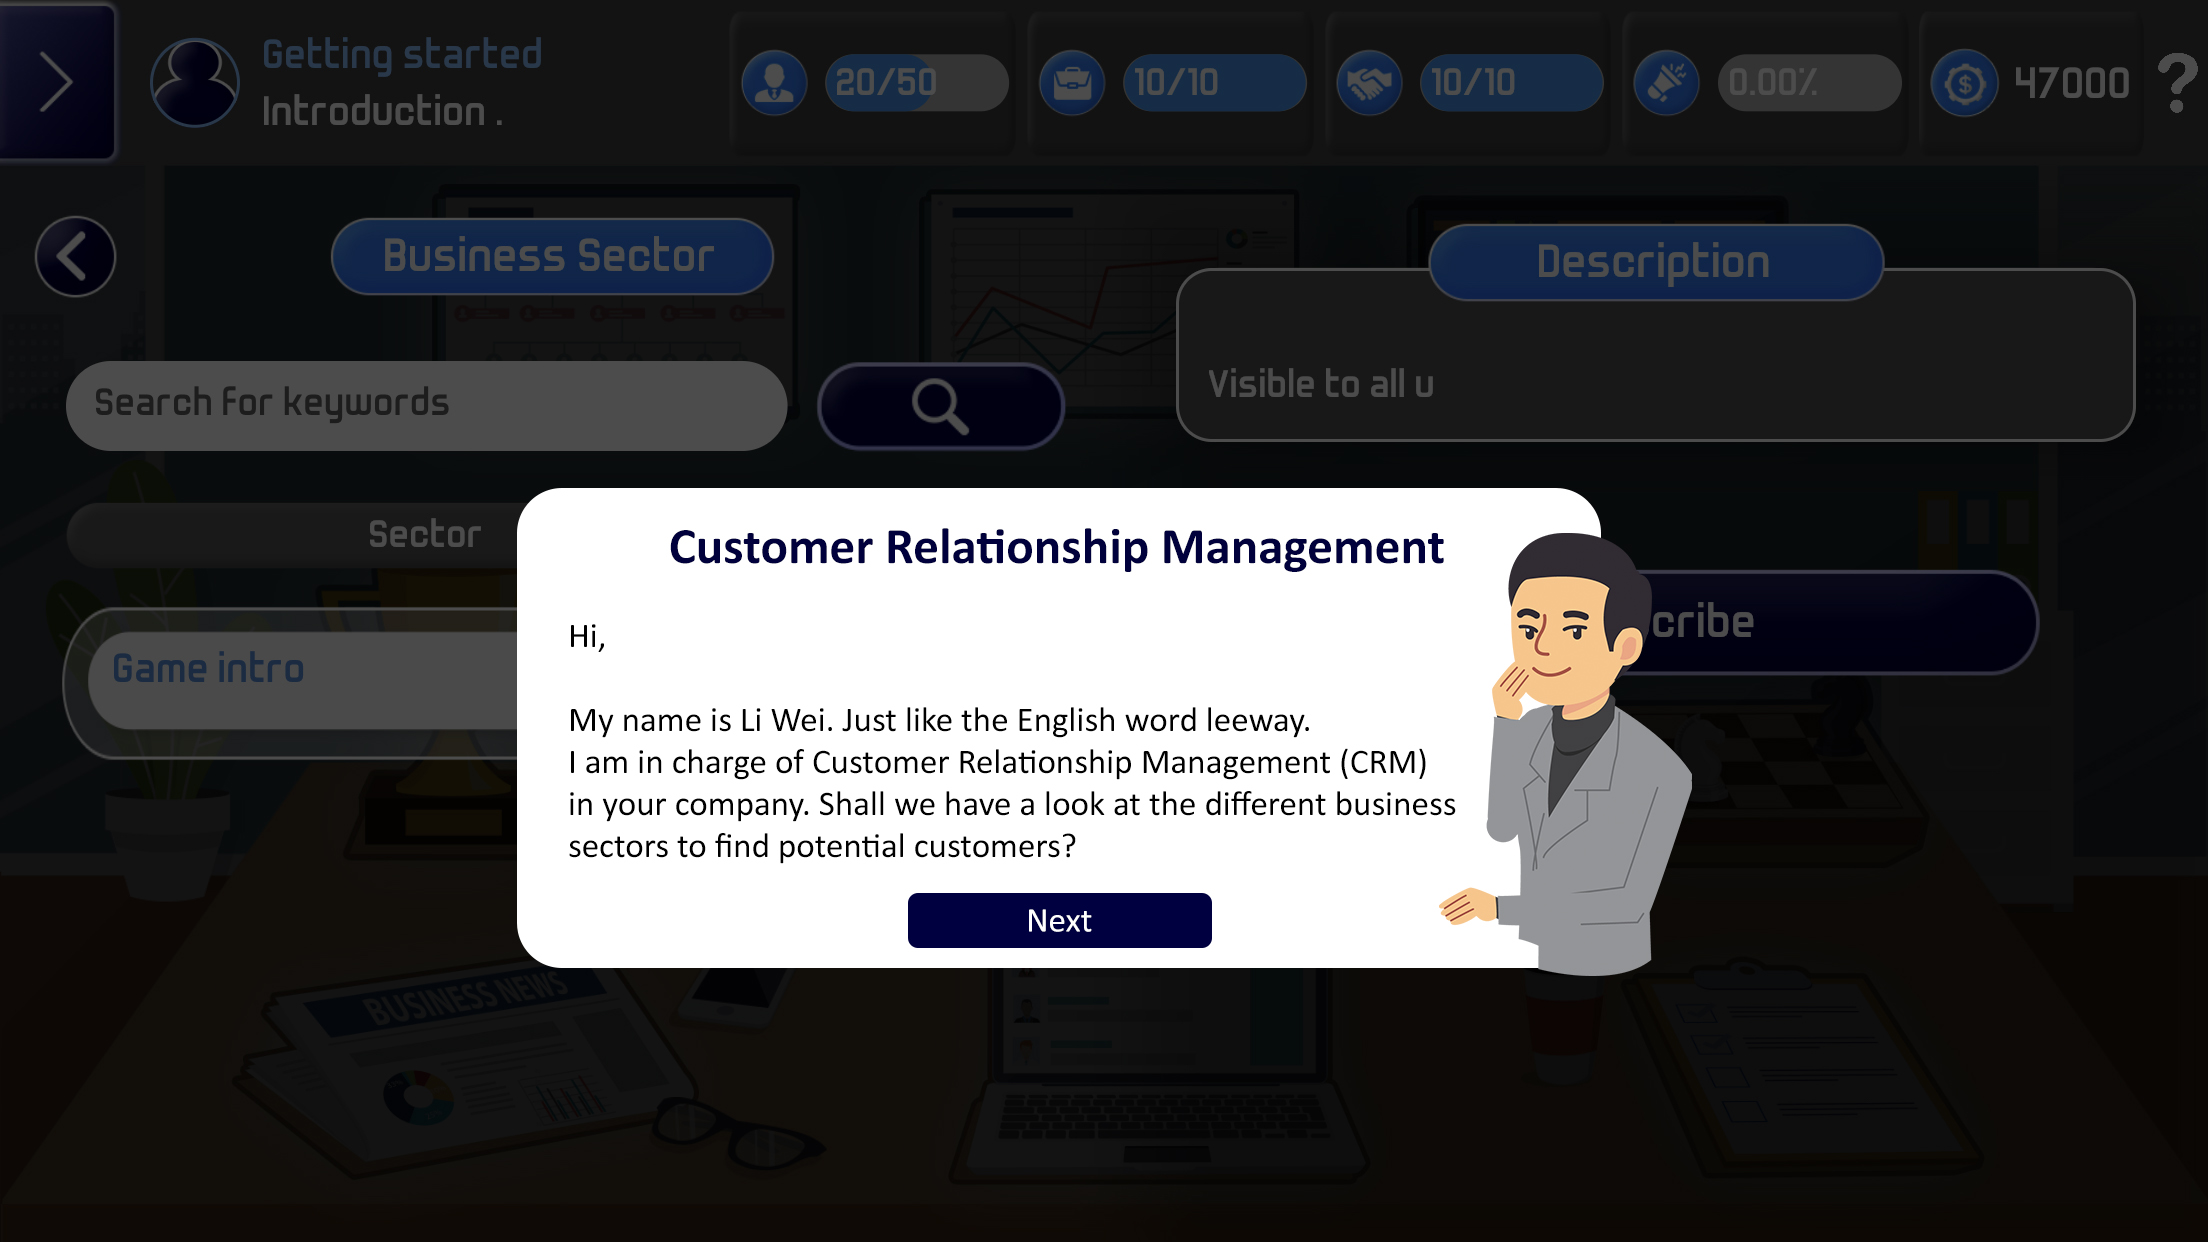 Getting started
Introduction .
20/50
10/10
10/10
0.00%
47000
?
Business Sector
Description
Search for keywords
Visible to all u
Sector
Game intro
cribe
Customer Relationship Management
Hi,
My name is Li Wei. Just like the English word leeway.
I am in charge of Customer Relationship Management (CRM)
in your company. Shall we have a look at the different business
sectors to find potential customers?
Next
BUSINESS NEWS